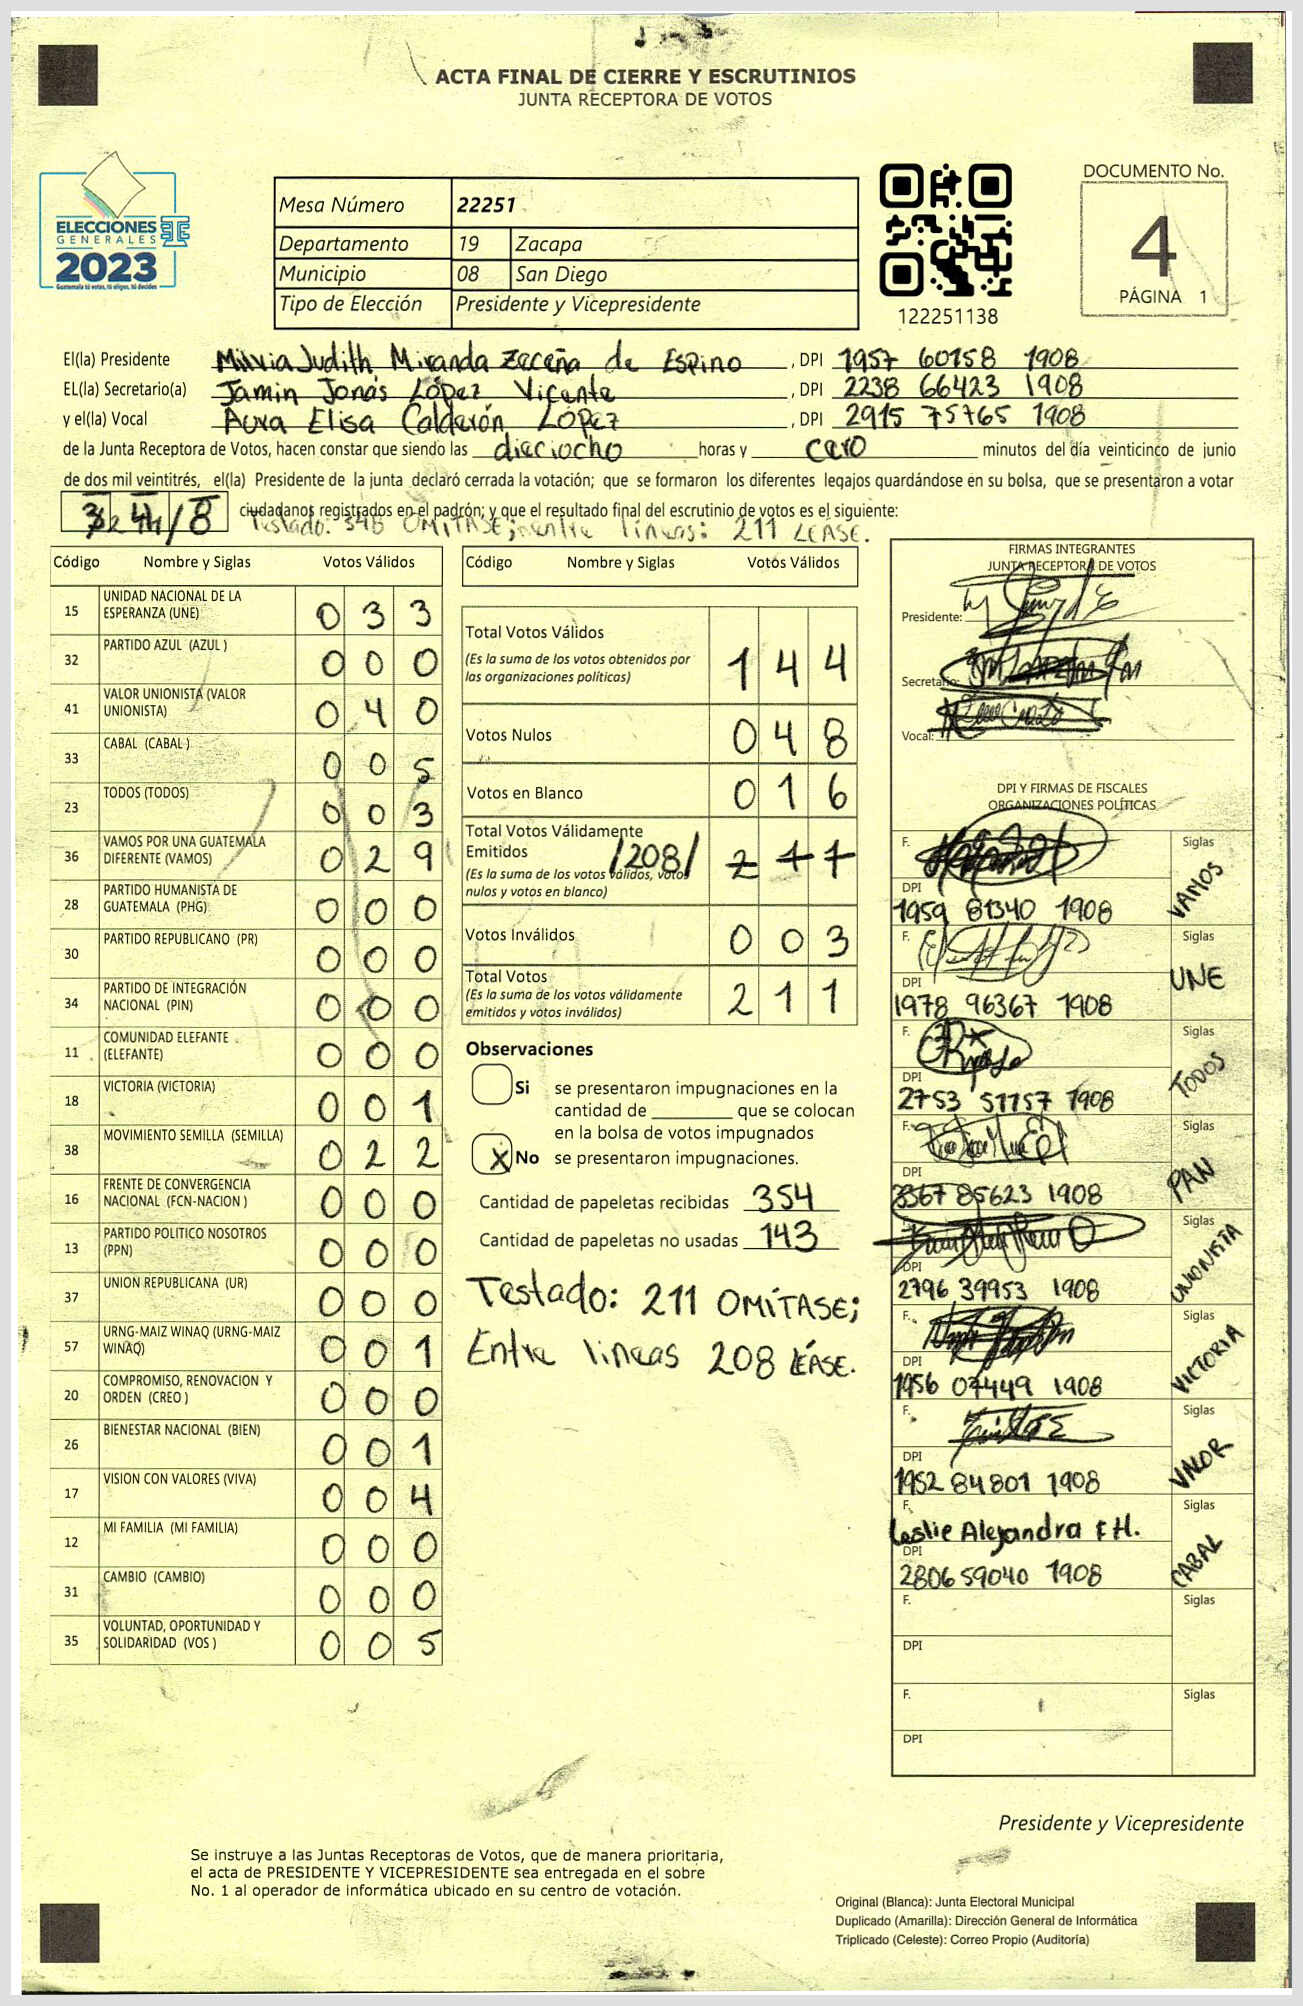 ACTA FINAL DE CIERRE Y ESCRUTINIOS
JUNTA RECEPTORA DE VOTOS
ELECCIONES
GENERALES
2023
Guatemala tú votas, tú eliges, tú decides
Mesa Número 22251
Departamento 19 Zacapa
Municipio 08 San Diego
Tipo de Elección Presidente y Vicepresidente
122251138
DOCUMENTO No.
4
PÁGINA 1
El(la) Presidente Milvia Judith Miranda Zeceña de Espino, DPI 1957 60158 1908
EL(la) Secretario(a) Jamin Jonás López Vicente, DPI 2238 66423 1908
y el(la) Vocal Aura Elisa Calderón López, DPI 2915 75765 1908
de la Junta Receptora de Votos, hacen constar que siendo las dieciocho horas y cero minutos del día veinticinco de junio
de dos mil veintitrés, el(la) Presidente de la junta declaró cerrada la votación; que se formaron los diferentes legajos quardándose en su bolsa, que se presentaron a votar
ciudadanos registrados en el padrón; y que el resultado final del escrutinio de votos es el siguiente:
Testado: 348 OMITASE; entre líneas: 211 LEASE.
Código Nombre y Siglas Votos Válidos
15 UNIDAD NACIONAL DE LA ESPERANZA (UNE) 0 3 3
32 PARTIDO AZUL (AZUL ) 0 0 0
41 VALOR UNIONISTA (VALOR UNIONISTA) 0 4 0
33 CABAL (CABAL ) 0 0 5
23 TODOS (TODOS) 0 0 3
36 VAMOS POR UNA GUATEMALA DIFERENTE (VAMOS) 0 2 9
28 PARTIDO HUMANISTA DE GUATEMALA (PHG) 0 0 0
30 PARTIDO REPUBLICANO (PR) 0 0 0
34 PARTIDO DE INTEGRACIÓN NACIONAL (PIN) 0 0 0
11 COMUNIDAD ELEFANTE (ELEFANTE) 0 0 0
18 VICTORIA (VICTORIA) 0 0 1
38 MOVIMIENTO SEMILLA (SEMILLA) 0 2 2
16 FRENTE DE CONVERGENCIA NACIONAL (FCN-NACION ) 0 0 0
13 PARTIDO POLITICO NOSOTROS (PPN) 0 0 0
37 UNION REPUBLICANA (UR) 0 0 0
57 URNG-MAIZ WINAQ (URNG-MAIZ WINAQ) 0 0 1
20 COMPROMISO, RENOVACION Y ORDEN (CREO ) 0 0 0
26 BIENESTAR NACIONAL (BIEN) 0 0 1
17 VISION CON VALORES (VIVA) 0 0 4
12 MI FAMILIA (MI FAMILIA) 0 0 0
31 CAMBIO (CAMBIO) 0 0 0
35 VOLUNTAD, OPORTUNIDAD Y SOLIDARIDAD (VOS ) 0 0 5
Código Nombre y Siglas Votos Válidos
Total Votos Válidos 1 4 4
(Es la suma de los votos obtenidos por
las organizaciones políticas)
Votos Nulos 0 4 8
Votos en Blanco 0 1 6
Total Votos Válidamente
Emitidos /208/ 2 1 1
(Es la suma de los votos válidos, votos
nulos y votos en blanco)
Votos Inválidos 0 0 3
Total Votos 2 1 1
(Es la suma de los votos válidamente
emitidos y votos inválidos)
Observaciones
Si se presentaron impugnaciones en la
cantidad de ________ que se colocan
en la bolsa de votos impugnados
X No se presentaron impugnaciones.
Cantidad de papeletas recibidas 354
Cantidad de papeletas no usadas 143
Testado: 211 OMÍTASE;
Entre lineas 208 LÉASE.
FIRMAS INTEGRANTES
JUNTA RECEPTORA DE VOTOS
Presidente:
Secretario:
Vocal:
DPI Y FIRMAS DE FISCALES
ORGANIZACIONES POLÍTICAS
F. Siglas VAMOS
DPI
1959 81340 1908
F. Siglas UNE
DPI
1978 96367 1908
F. Siglas TODOS
DPI
2753 51757 1908
F. Siglas PAN
DPI
3367 85623 1908
F. Siglas UNIONISTA
DPI
2796 39953 1908
F. Siglas VICTORIA
DPI
1956 07449 1908
F. Siglas VALOR
DPI
1952 84801 1908
F. Siglas CABAL
Leslie Alejandra E H.
DPI
2806 59040 1908
F. Siglas
DPI
F. Siglas
DPI
Presidente y Vicepresidente
Se instruye a las Juntas Receptoras de Votos, que de manera prioritaria,
el acta de PRESIDENTE Y VICEPRESIDENTE sea entregada en el sobre
No. 1 al operador de informática ubicado en su centro de votación.
Original (Blanca): Junta Electoral Municipal
Duplicado (Amarilla): Dirección General de Informática
Triplicado (Celeste): Correo Propio (Auditoría)